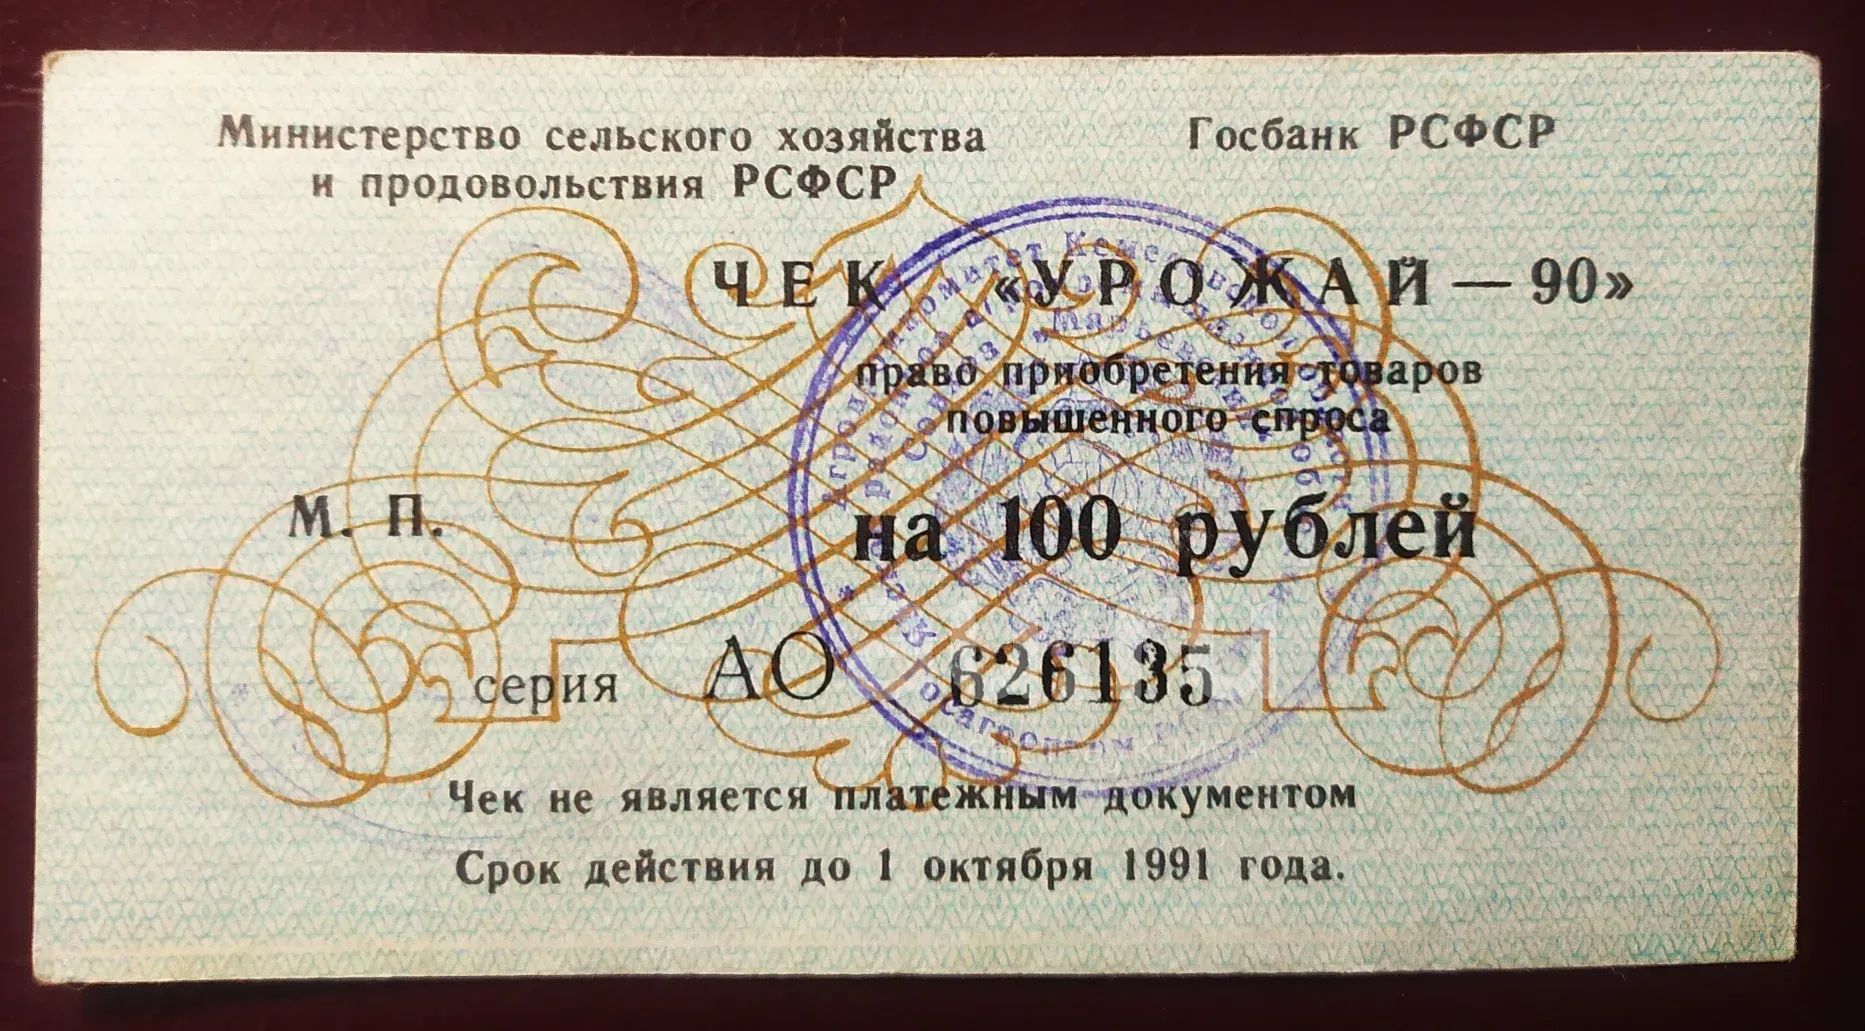 Министерство сельского хозяйства
и продовольствия РСФСР
Госбанк РСФСР
ЧЕК «УРОЖАЙ — 90»
право приобретения товаров
повышенного спроса
М. П.
на 100 рублей
серия АО 626135
Чек не является платежным документом
Срок действия до 1 октября 1991 года.